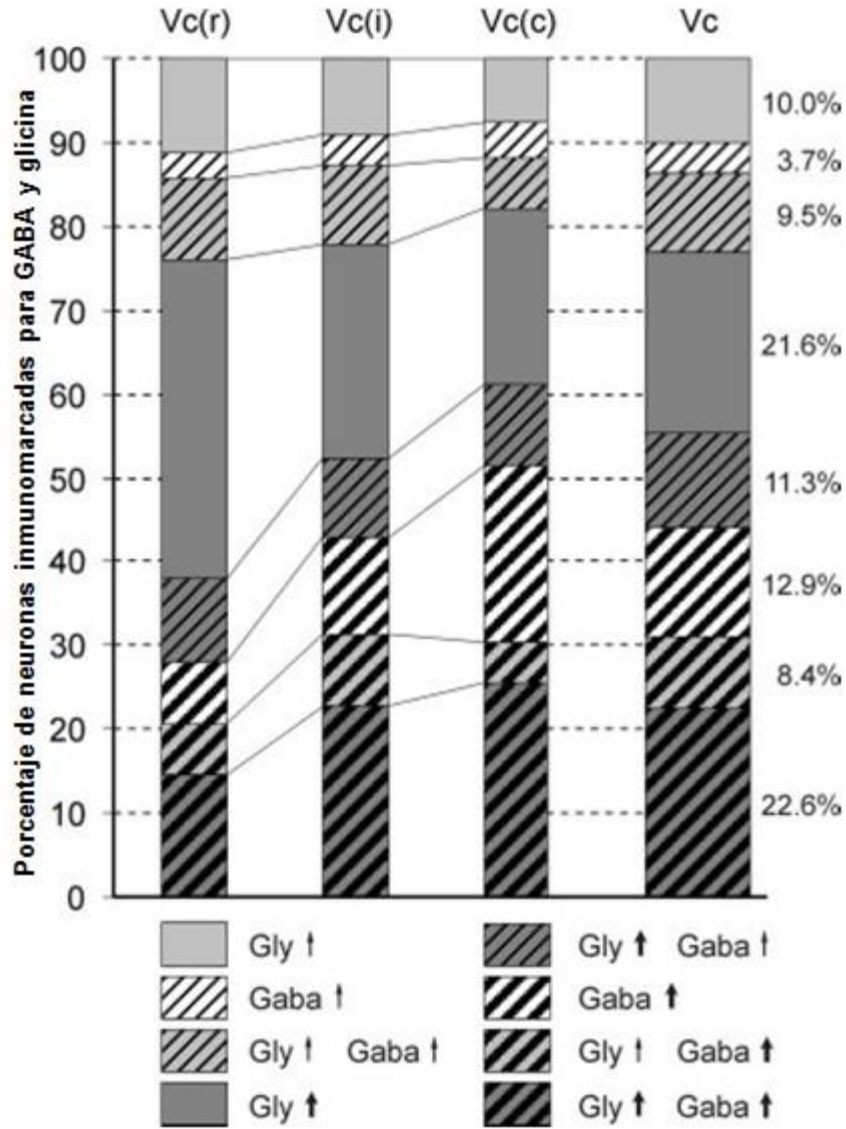 Vc(r) Vc(i) Vc(c) Vc
Porcentaje de neuronas inmunomarcadas para GABA y glicina
100
90
80
70
60
50
40
30
20
10
0
10.0%
3.7%
9.5%
21.6%
11.3%
12.9%
8.4%
22.6%
Gly ↑
Gaba ↑
Gly ↑ Gaba ↑
Gly ↑
Gly ↑ Gaba ↑
Gaba ↑
Gly ↑ Gaba ↑
Gly ↑ Gaba ↑